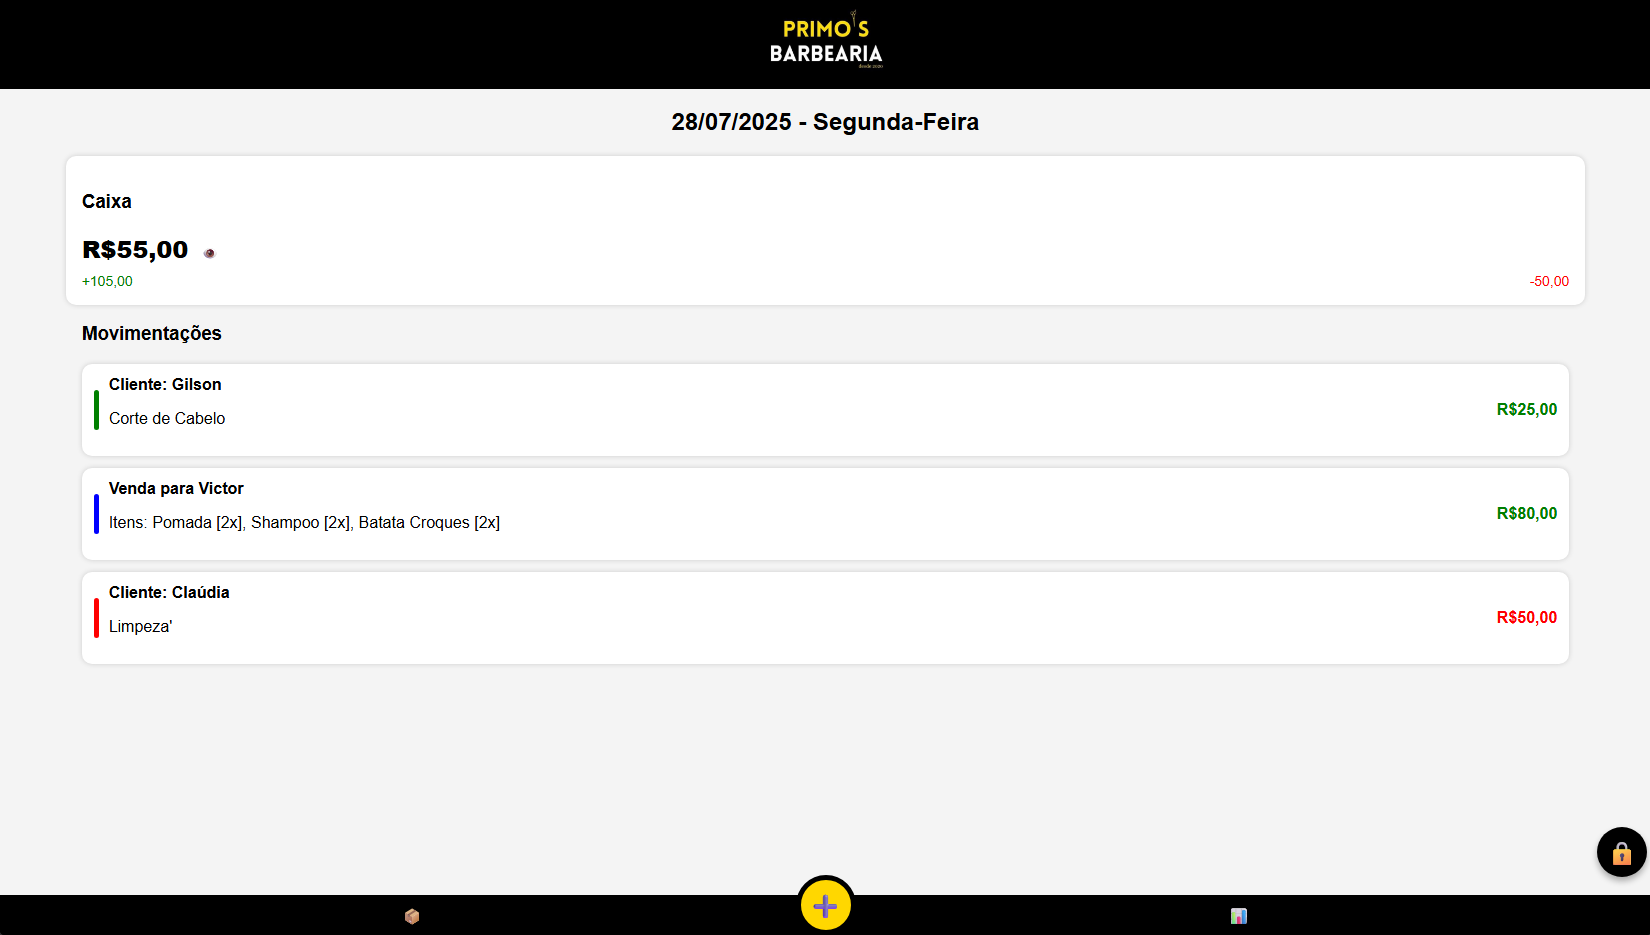 PRIMO'S
BARBEARIA
desde 2020
28/07/2025 - Segunda-Feira
Caixa
R$55,00
+105,00
-50,00
Movimentações
Cliente: Gilson
Corte de Cabelo
R$25,00
Venda para Victor
Itens: Pomada [2x], Shampoo [2x], Batata Croques [2x]
R$80,00
Cliente: Claúdia
Limpeza'
R$50,00